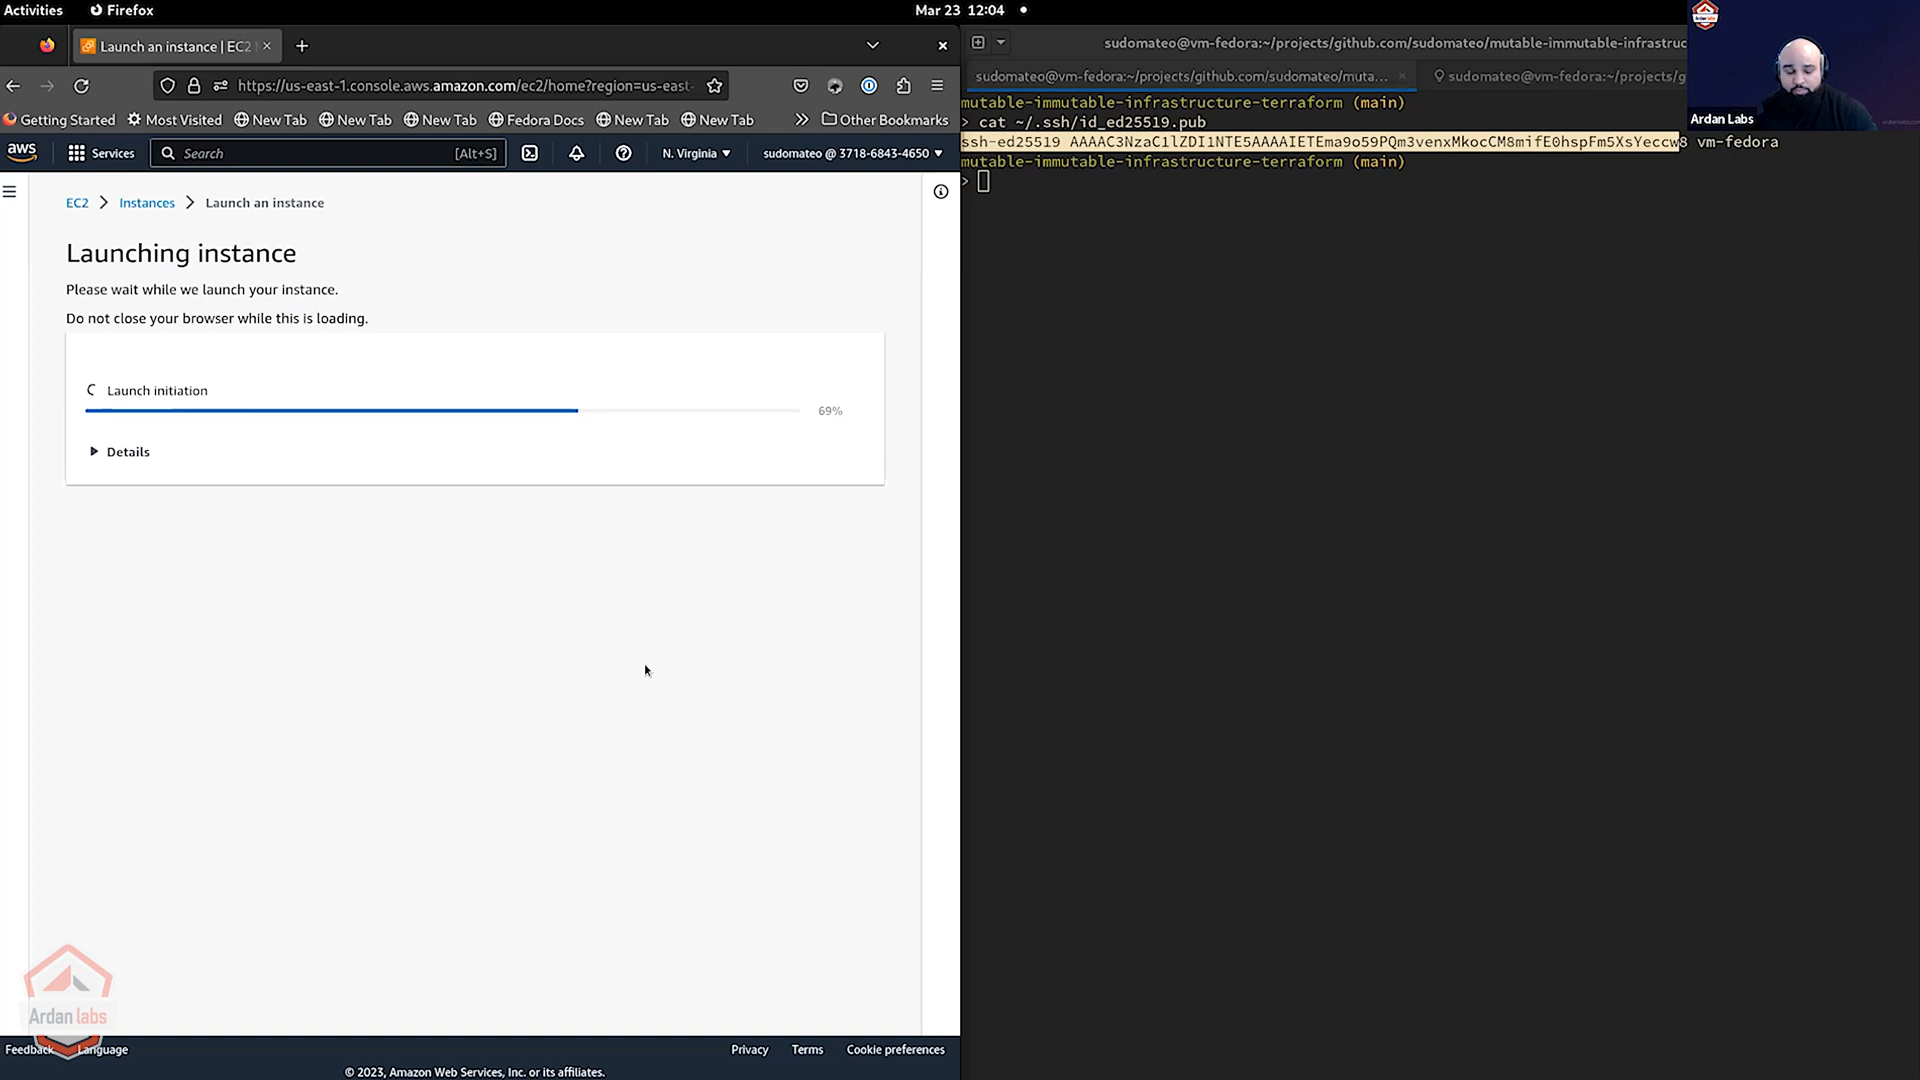 Activities
Firefox
Mar 23 12:04
Launch an instance | EC2
https://us-east-1.console.aws.amazon.com/ec2/home?region=us-east-
Getting Started
Most Visited
New Tab
New Tab
New Tab
Fedora Docs
New Tab
New Tab
Other Bookmarks
aws
Services
Search
[Alt+S]
N. Virginia
sudomateo @ 3718-6843-4650
EC2
Instances
Launch an instance
Launching instance
Please wait while we launch your instance.
Do not close your browser while this is loading.
Launch initiation
69%
Details
Ardan labs
Feedback
Language
Privacy
Terms
Cookie preferences
© 2023, Amazon Web Services, Inc. or its affiliates.
sudomateo@vm-fedora:~/projects/github.com/sudomateo/mutable-immutable-infrastruc
sudomateo@vm-fedora:~/projects/github.com/sudomateo/muta...
sudomateo@vm-fedora:~/projects/g
mutable-immutable-infrastructure-terraform (main)
> cat ~/.ssh/id_ed25519.pub
ssh-ed25519 AAAAC3NzaC1lZDI1NTE5AAAAIETEma9o59PQm3venxMkocCM8mifE0hspFm5XsYeccw8 vm-fedora
mutable-immutable-infrastructure-terraform (main)
>
Ardan Labs